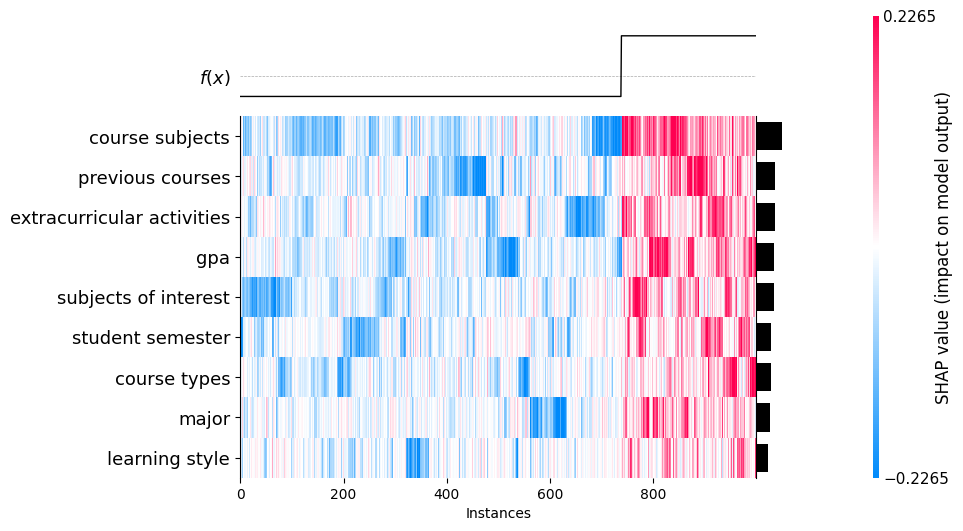 0.2265
f(x)
course subjects
previous courses
extracurricular activities
gpa
subjects of interest
student semester
course types
major
learning style
0 200 400 600 800
Instances
SHAP value (impact on model output)
−0.2265